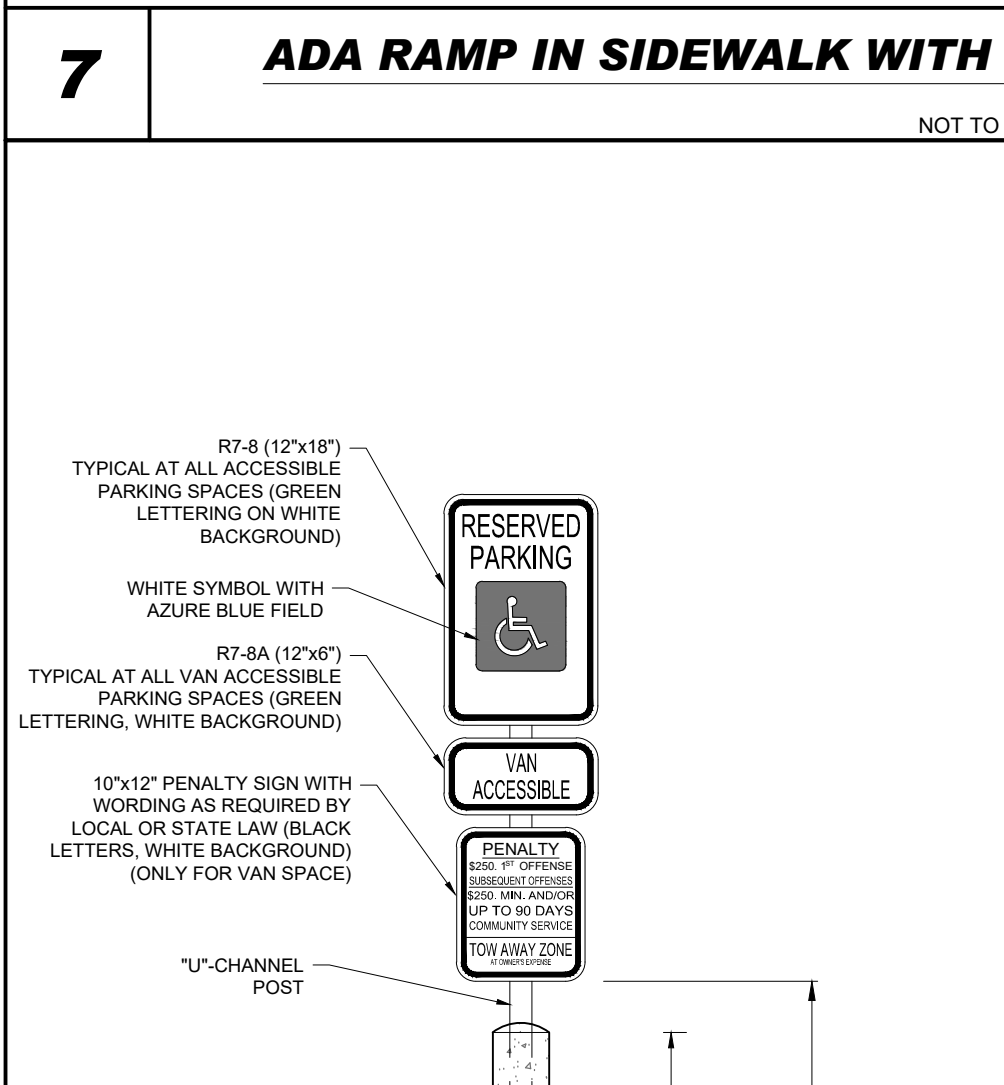 7
ADA RAMP IN SIDEWALK WITH
NOT TO
R7-8 (12"x18")
TYPICAL AT ALL ACCESSIBLE
PARKING SPACES (GREEN
LETTERING ON WHITE
BACKGROUND)
WHITE SYMBOL WITH
AZURE BLUE FIELD
R7-8A (12"x6")
TYPICAL AT ALL VAN ACCESSIBLE
PARKING SPACES (GREEN
LETTERING, WHITE BACKGROUND)
10"x12" PENALTY SIGN WITH
WORDING AS REQUIRED BY
LOCAL OR STATE LAW (BLACK
LETTERS, WHITE BACKGROUND)
(ONLY FOR VAN SPACE)
"U"-CHANNEL
POST
RESERVED
PARKING
VAN
ACCESSIBLE
PENALTY
$250. 1ST OFFENSE
SUBSEQUENT OFFENSES
$250. MIN. AND/OR
UP TO 90 DAYS
COMMUNITY SERVICE
TOW AWAY ZONE
AT OWNER'S EXPENSE